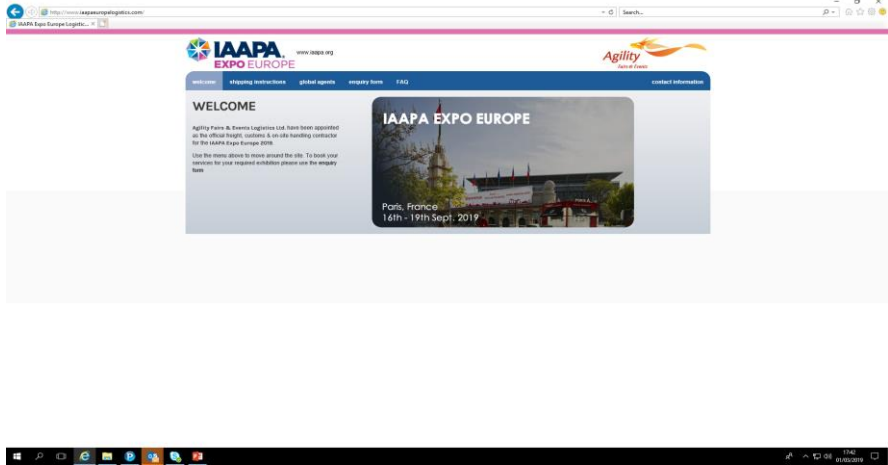 http://www.iaapaeuropelogistics.com/
Search...
IAAPA Expo Europe Logistic...
IAAPA.
EXPO EUROPE
www.iaapa.org
Agility
Fairs & Events
welcome shipping instructions global agents enquiry form FAQ contact information
WELCOME
Agility Fairs & Events Logistics Ltd. have been appointed
as the official freight, customs & on-site handling contractor
for the IAAPA Expo Europe 2019.
Use the menu above to move around the site. To book your
services for your required exhibition please use the enquiry
form
IAAPA EXPO EUROPE
Paris, France
16th - 19th Sept. 2019
17:42
01/03/2019